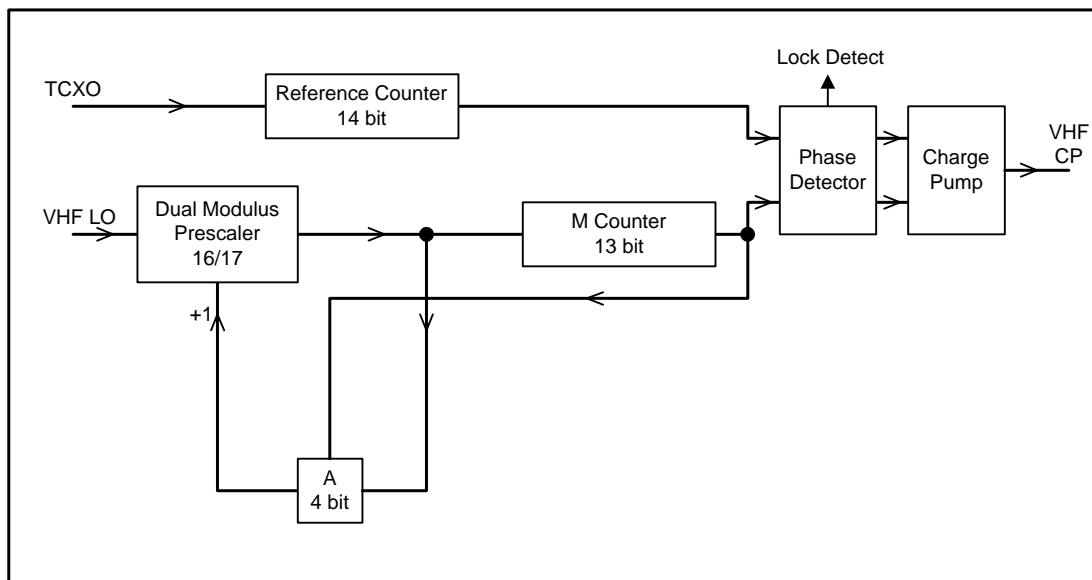 Lock Detect
TCXO
Reference Counter
14 bit
Phase
Detector
Charge
Pump
VHF
CP
VHF LO
Dual Modulus
Prescaler
16/17
M Counter
13 bit
+1
A
4 bit